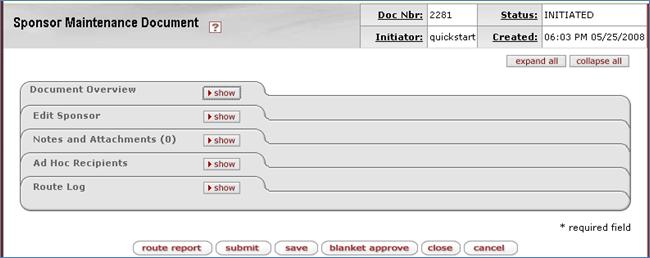 Sponsor Maintenance Document ?
Doc Nbr: 2281 Status: INITIATED
Initiator: quickstart Created: 06:03 PM 05/25/2008
expand all collapse all
Document Overview show
Edit Sponsor show
Notes and Attachments (0) show
Ad Hoc Recipients show
Route Log show
* required field
route report submit save blanket approve close cancel